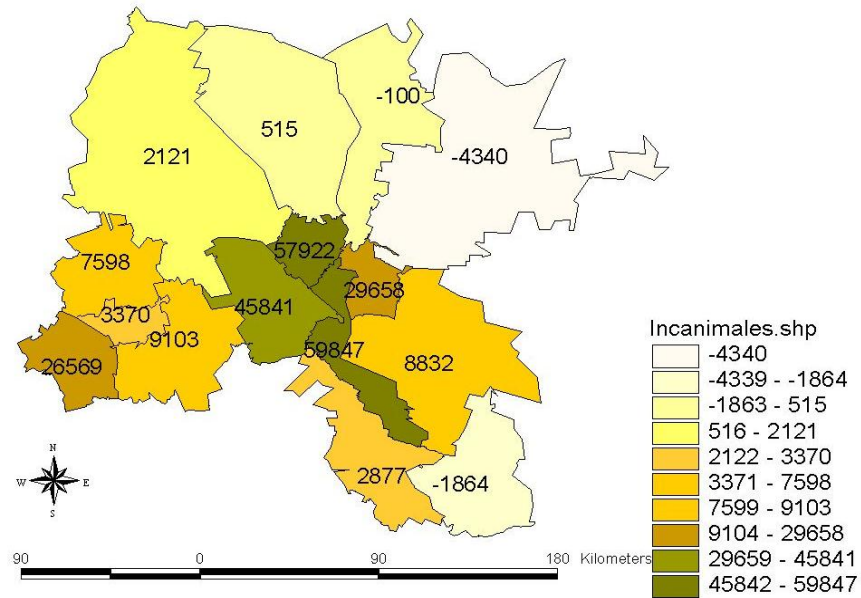 -100
515
-4340
2121
57922
7598
29658
45841
3370
9103
59847
8832
26569
2877
-1864
N
W E
S
90 0 90 180 Kilometers
Incanimales.shp
-4340
-4339 - -1864
-1863 - 515
516 - 2121
2122 - 3370
3371 - 7598
7599 - 9103
9104 - 29658
29659 - 45841
45842 - 59847